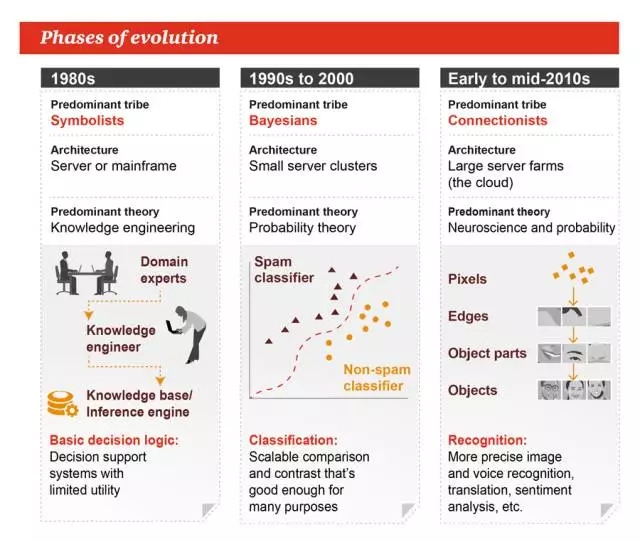 Phases of evolution
1980s
Predominant tribe
Symbolists
Architecture
Server or mainframe
Predominant theory
Knowledge engineering
Domain
experts
Knowledge
engineer
Knowledge base/
Inference engine
Basic decision logic:
Decision support
systems with
limited utility
1990s to 2000
Predominant tribe
Bayesians
Architecture
Small server clusters
Predominant theory
Probability theory
Spam
classifier
Non-spam
classifier
Classification:
Scalable comparison
and contrast that's
good enough for
many purposes
Early to mid-2010s
Predominant tribe
Connectionists
Architecture
Large server farms
(the cloud)
Predominant theory
Neuroscience and probability
Pixels
Edges
Object parts
Objects
Recognition:
More precise image
and voice recognition,
translation, sentiment
analysis, etc.